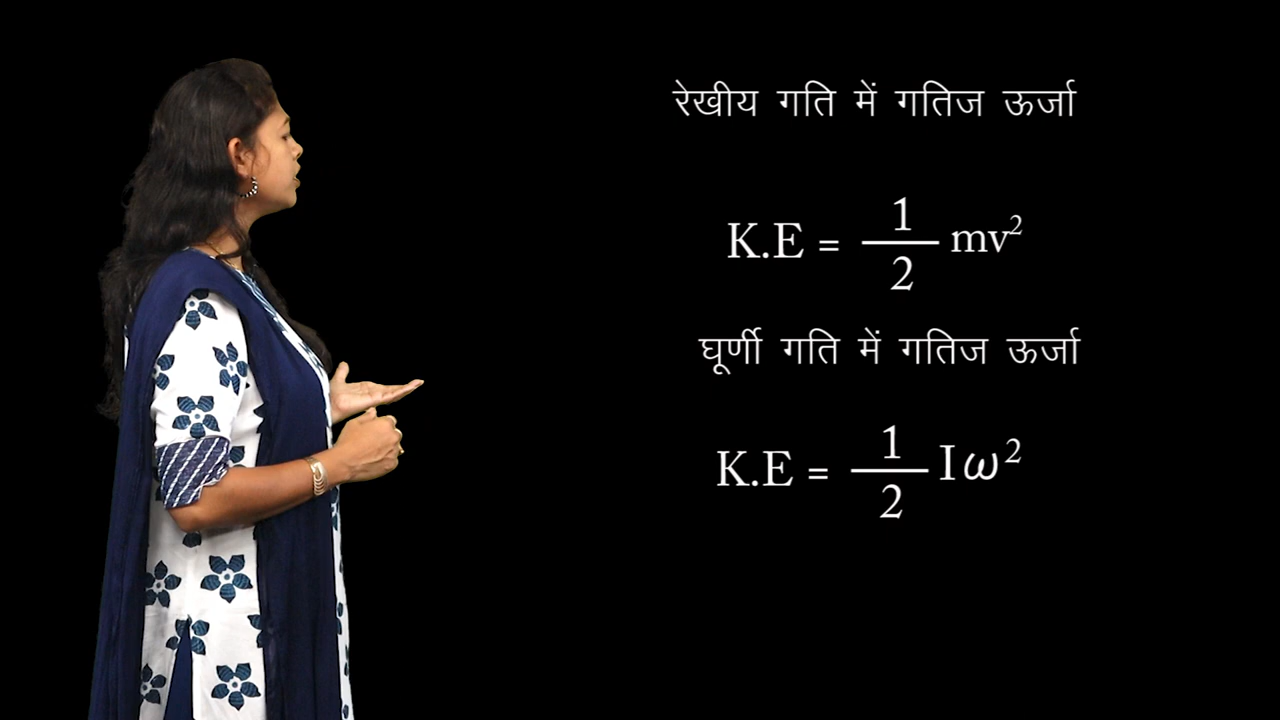 रेखीय गति में गतिज ऊर्जा
K.E = 1/2 mv²
घूर्णी गति में गतिज ऊर्जा
K.E = 1/2 Iω²